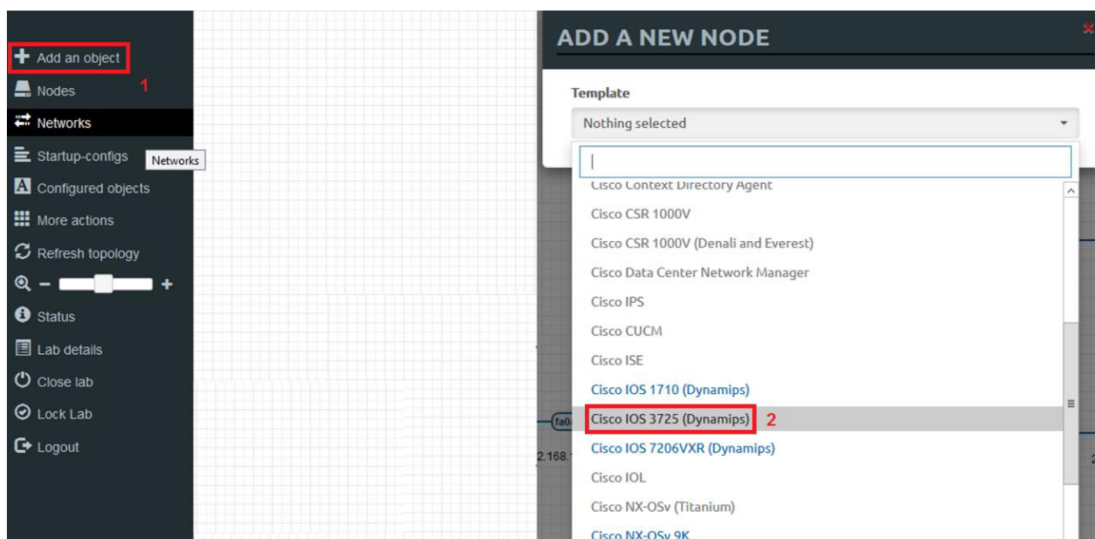 Add an object
1
Nodes
Networks
Startup-configs
Networks
Configured objects
More actions
Refresh topology
Status
Lab details
Close lab
Lock Lab
Logout
ADD A NEW NODE
Template
Nothing selected
Cisco Context Directory Agent
Cisco CSR 1000V
Cisco CSR 1000V (Denali and Everest)
Cisco Data Center Network Manager
Cisco IPS
Cisco CUCM
Cisco ISE
Cisco IOS 1710 (Dynamips)
fa0
Cisco IOS 3725 (Dynamips) 2
2.168.
Cisco IOS 7206VXR (Dynamips)
Cisco IOL
Cisco NX-OSv (Titanium)
Cisco NX-OSv 9K